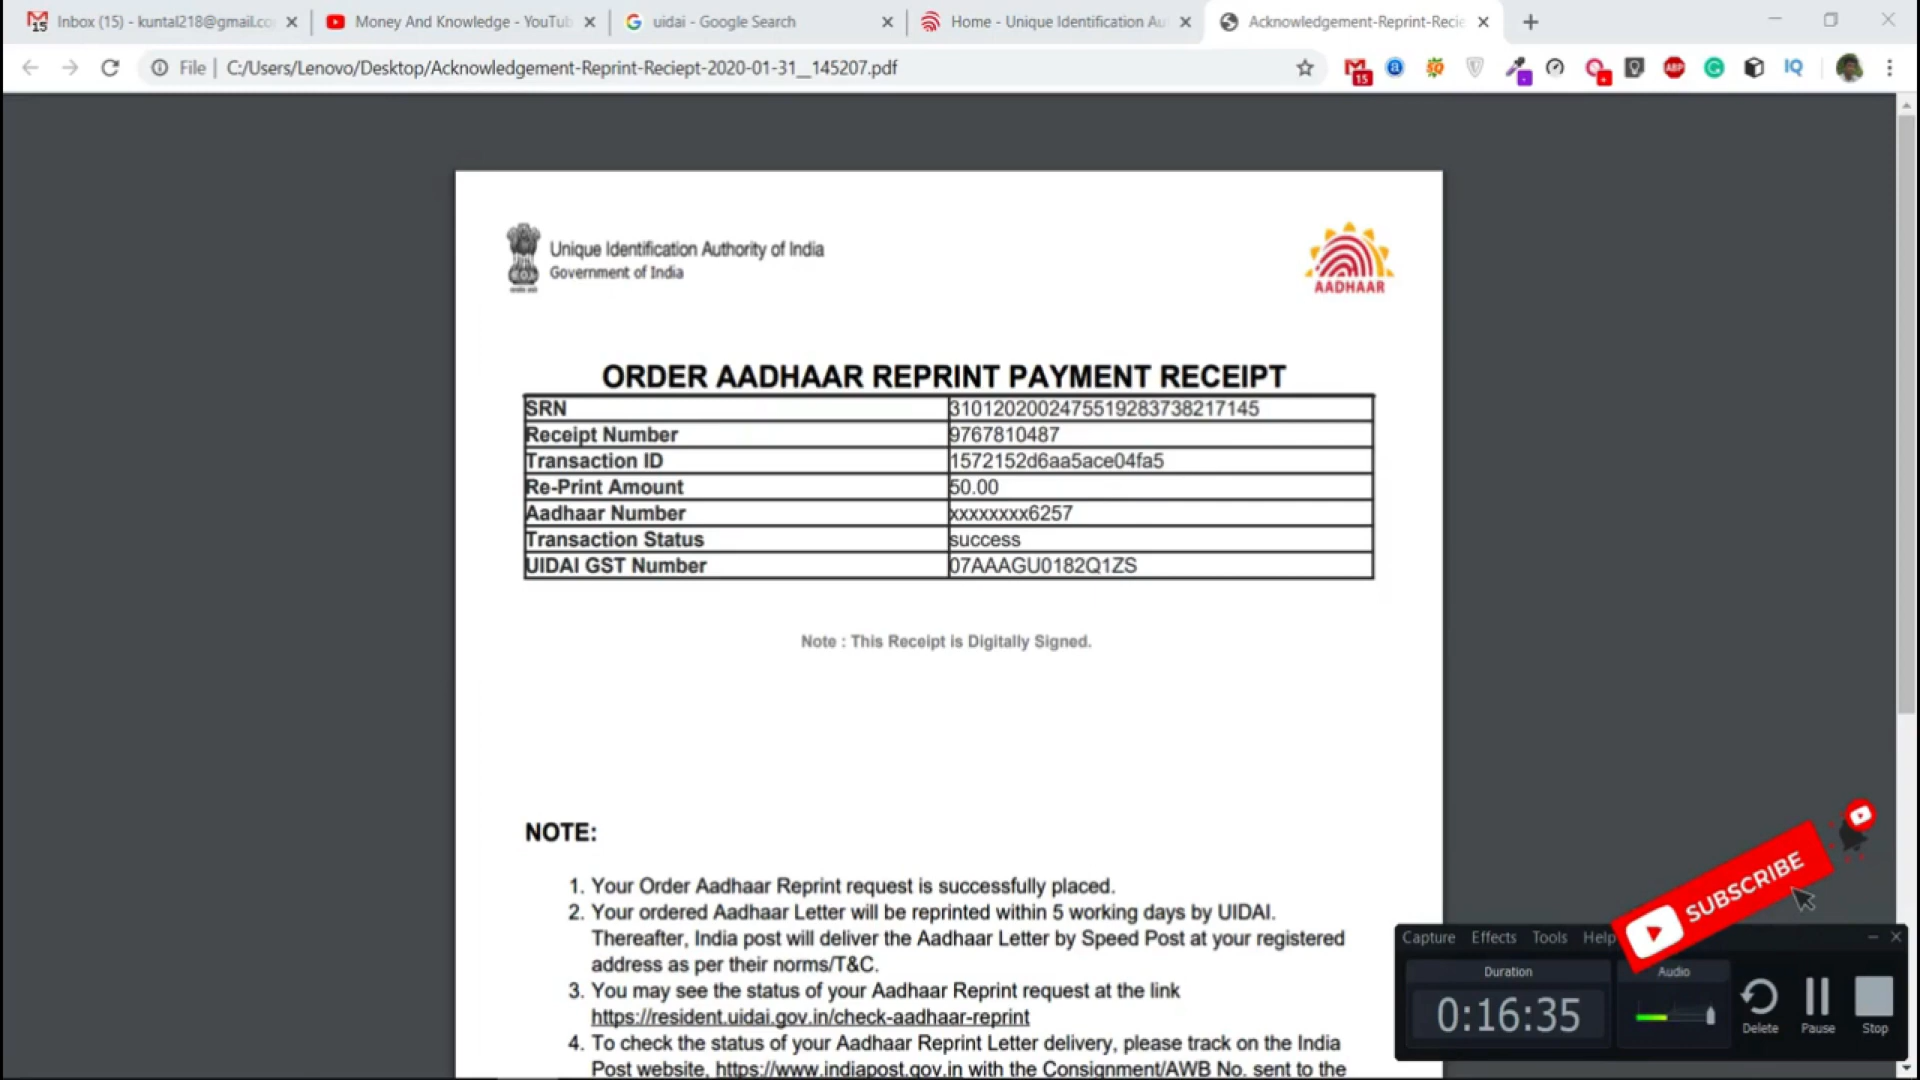 Inbox (15) - kuntal218@gmail.co
Money And Knowledge - YouTub
uidai - Google Search
Home - Unique Identification Au
Acknowledgement-Reprint-Recie
File | C:/Users/Lenovo/Desktop/Acknowledgement-Reprint-Reciept-2020-01-31__145207.pdf
15
ABP
IQ
Unique Identification Authority of India
Government of India
AADHAAR
ORDER AADHAAR REPRINT PAYMENT RECEIPT
SRN 3101202002475519283738217145
Receipt Number 9767810487
Transaction ID 1572152d6aa5ace04fa5
Re-Print Amount 50.00
Aadhaar Number xxxxxxxx6257
Transaction Status success
UIDAI GST Number 07AAAGU0182Q1ZS
Note : This Receipt is Digitally Signed.
NOTE:
1. Your Order Aadhaar Reprint request is successfully placed.
2. Your ordered Aadhaar Letter will be reprinted within 5 working days by UIDAI.
Thereafter, India post will deliver the Aadhaar Letter by Speed Post at your registered
address as per their norms/T&C.
3. You may see the status of your Aadhaar Reprint request at the link
https://resident.uidai.gov.in/check-aadhaar-reprint
4. To check the status of your Aadhaar Reprint Letter delivery, please track on the India
Post website, https://www.indiapost.gov.in with the Consignment/AWB No. sent to the
SUBSCRIBE
Capture Effects Tools Help
Duration
Audio
0:16:35
Delete Pause Stop